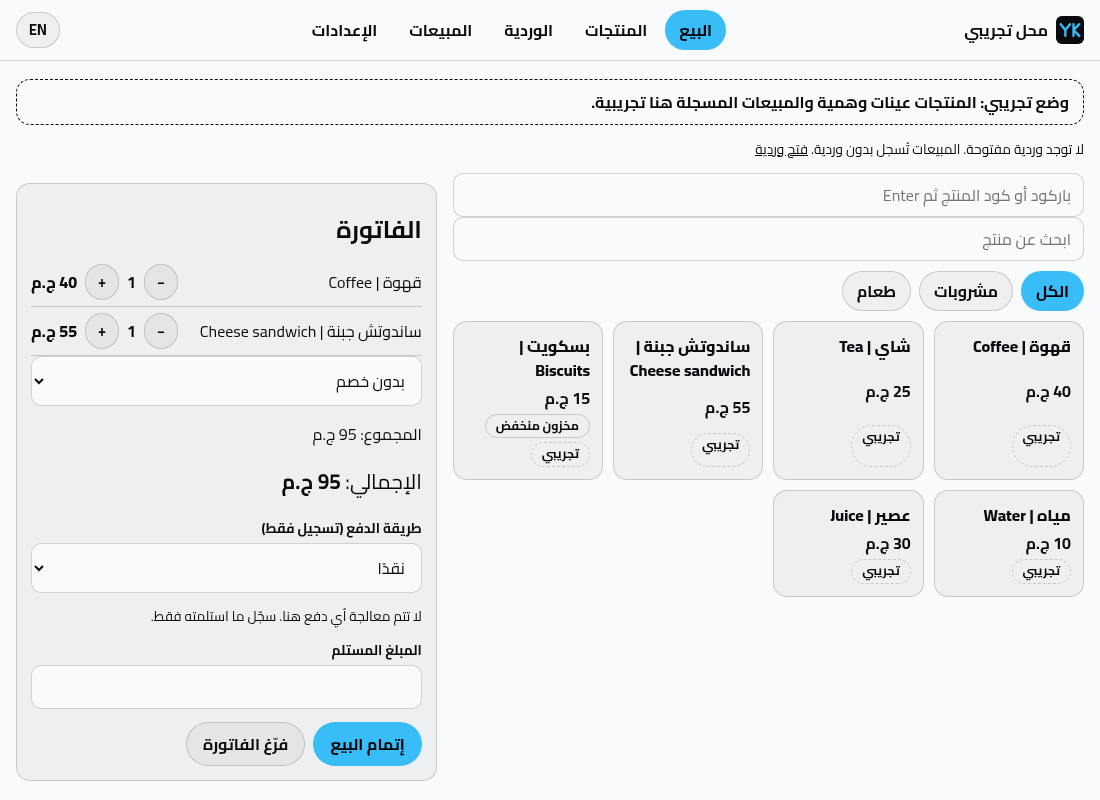 YK محل تجريبي
البيع المنتجات الوردية المبيعات الإعدادات EN
وضع تجريبي: المنتجات عينات وهمية والمبيعات المسجلة هنا تجريبية.
لا توجد وردية مفتوحة. المبيعات تُسجل بدون وردية. فتح وردية
باركود أو كود المنتج ثم Enter
ابحث عن منتج
الكل مشروبات طعام
قهوة | Coffee
40 ج.م
تجريبي
شاي | Tea
25 ج.م
تجريبي
ساندوتش جبنة |
Cheese sandwich
55 ج.م
تجريبي
بسكويت |
Biscuits
15 ج.م
مخزون منخفض
تجريبي
مياه | Water
10 ج.م
تجريبي
عصير | Juice
30 ج.م
تجريبي
الفاتورة
قهوة | Coffee − 1 + 40 ج.م
ساندوتش جبنة | Cheese sandwich − 1 + 55 ج.م
بدون خصم
المجموع: 95 ج.م
الإجمالي: 95 ج.م
طريقة الدفع (تسجيل فقط)
نقدًا
لا تتم معالجة أي دفع هنا. سجّل ما استلمته فقط.
المبلغ المستلم
إتمام البيع فرّغ الفاتورة